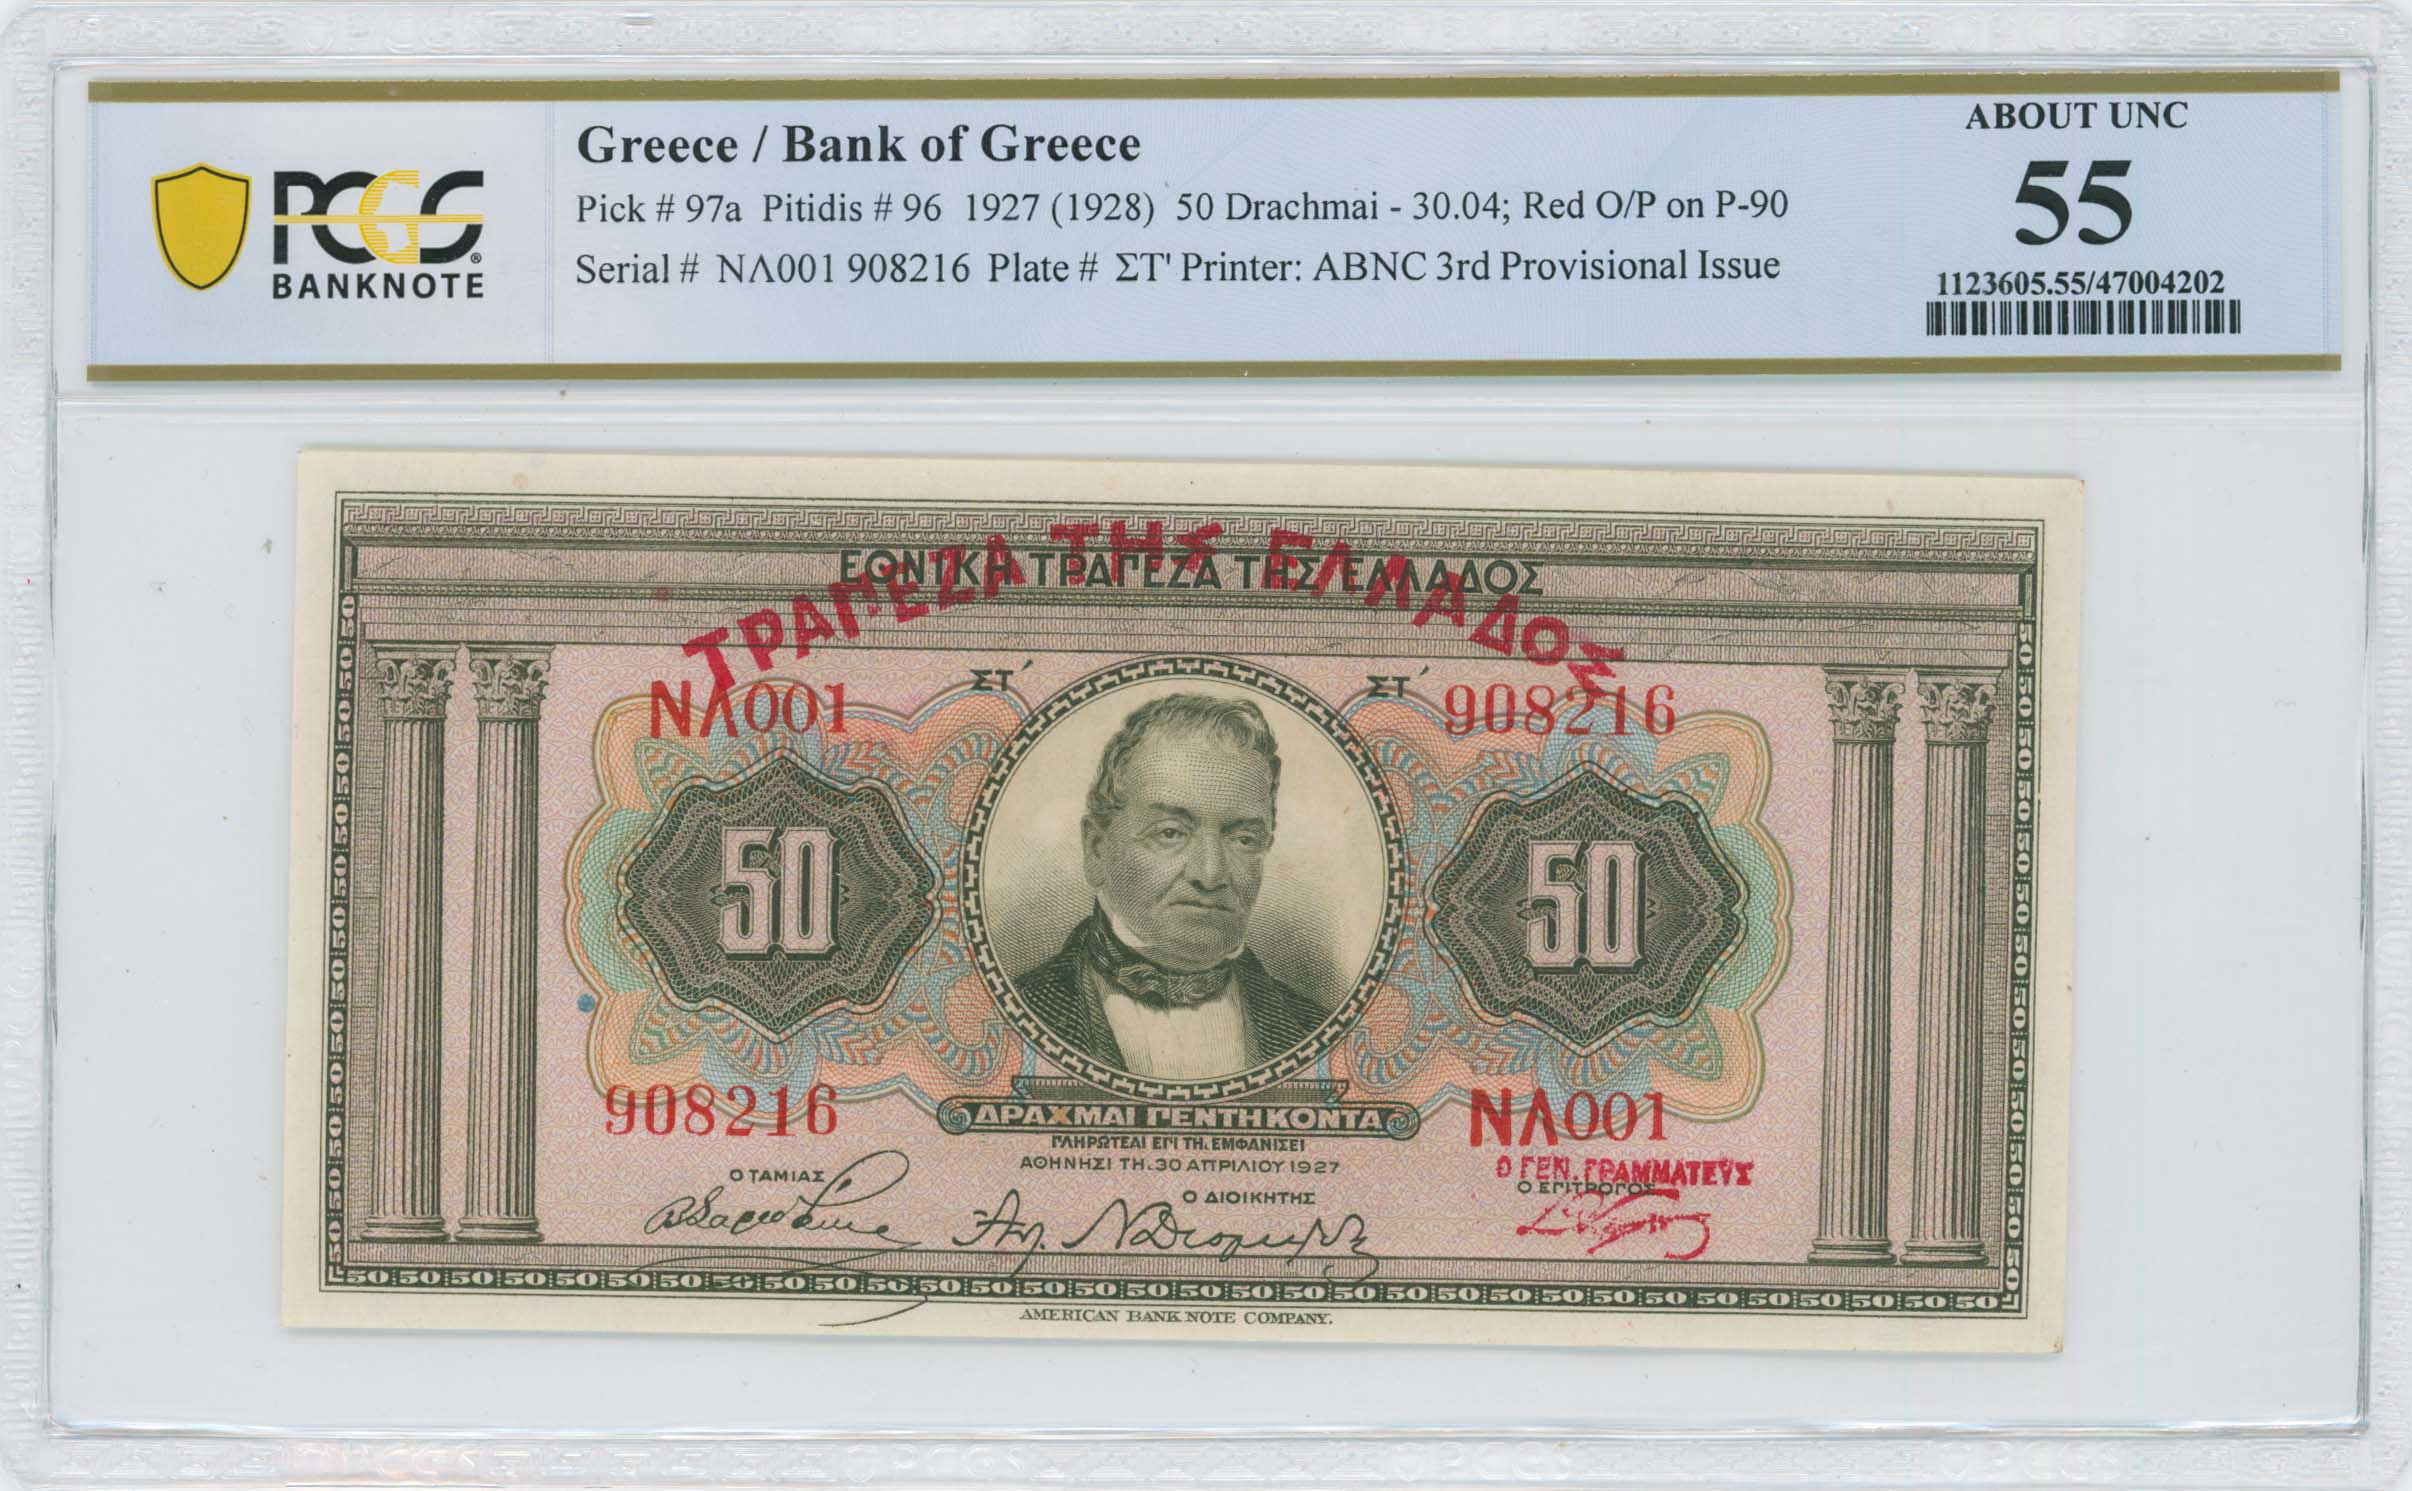 PCGS
BANKNOTE
Greece / Bank of Greece
Pick # 97a Pitidis # 96 1927 (1928) 50 Drachmai - 30.04; Red O/P on P-90
Serial # ΝΛ001 908216 Plate # ΣΤ' Printer: ABNC 3rd Provisional Issue
ABOUT UNC
55
1123605.55/47004202
ΕΘΝΙΚΗ ΤΡΑΠΕΖΑ ΤΗΣ ΕΛΛΑΔΟΣ
ΤΡΑΠΕΖΑ ΤΗΣ ΕΛΛΑΔΟΣ
ΣΤ΄ ΣΤ΄
ΝΛ001 908216
50 50
908216 ΝΛ001
ΔΡΑΧΜΑΙ ΠΕΝΤΗΚΟΝΤΑ
ΠΛΗΡΩΤΕΑΙ ΕΠΙ ΤΗι ΕΜΦΑΝΙΣΕΙ
ΑΘΗΝΗΣΙ ΤΗι 30 ΑΠΡΙΛΙΟΥ 1927
Ο ΤΑΜΙΑΣ
Ο ΔΙΟΙΚΗΤΗΣ
Ο ΓΕΝ. ΓΡΑΜΜΑΤΕΥΣ
Ο ΕΠΙΤΡΟΠΟΣ
AMERICAN BANK NOTE COMPANY.